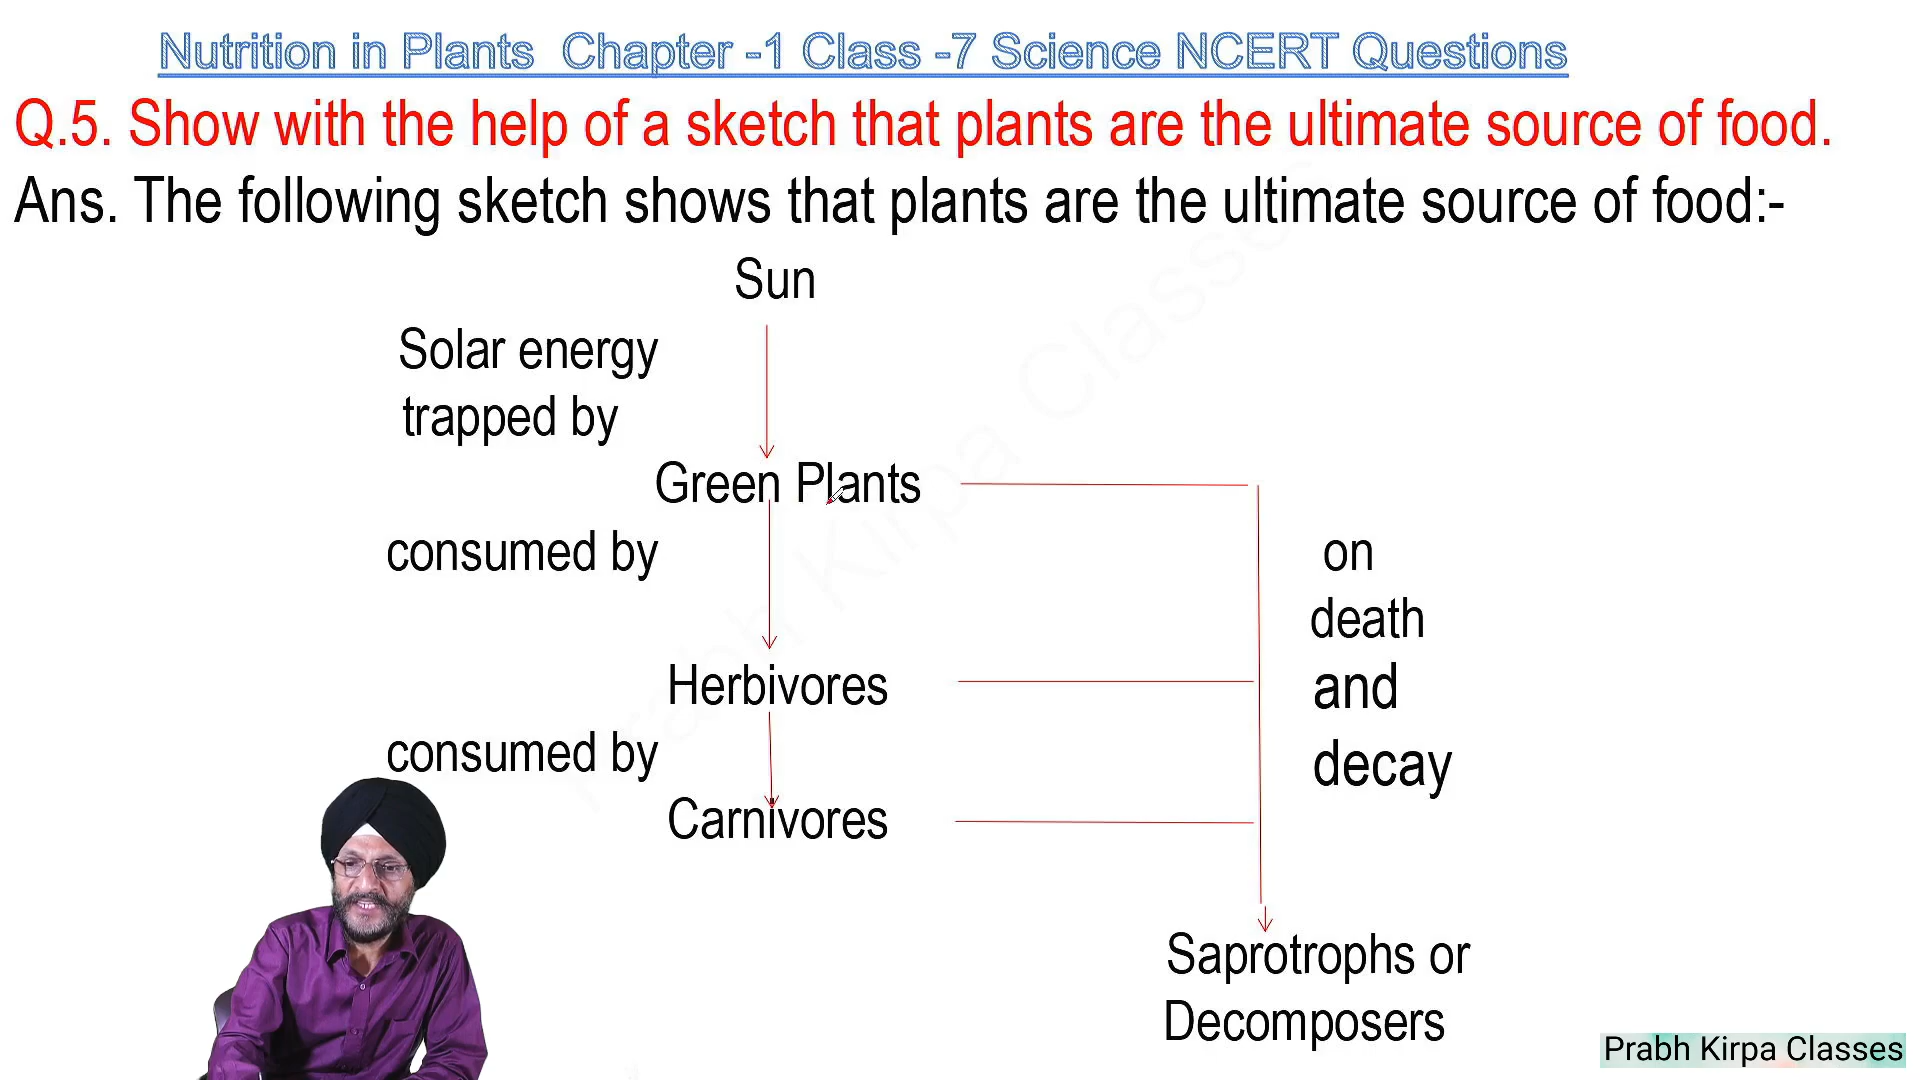 Nutrition in Plants Chapter -1 Class -7 Science NCERT Questions
Q.5. Show with the help of a sketch that plants are the ultimate source of food.
Ans. The following sketch shows that plants are the ultimate source of food:-
Sun
Solar energy
trapped by
Green Plants
consumed by
Herbivores
consumed by
Carnivores
on
death
and
decay
Saprotrophs or
Decomposers
Prabh Kirpa Classes
Prabh Kirpa Classes